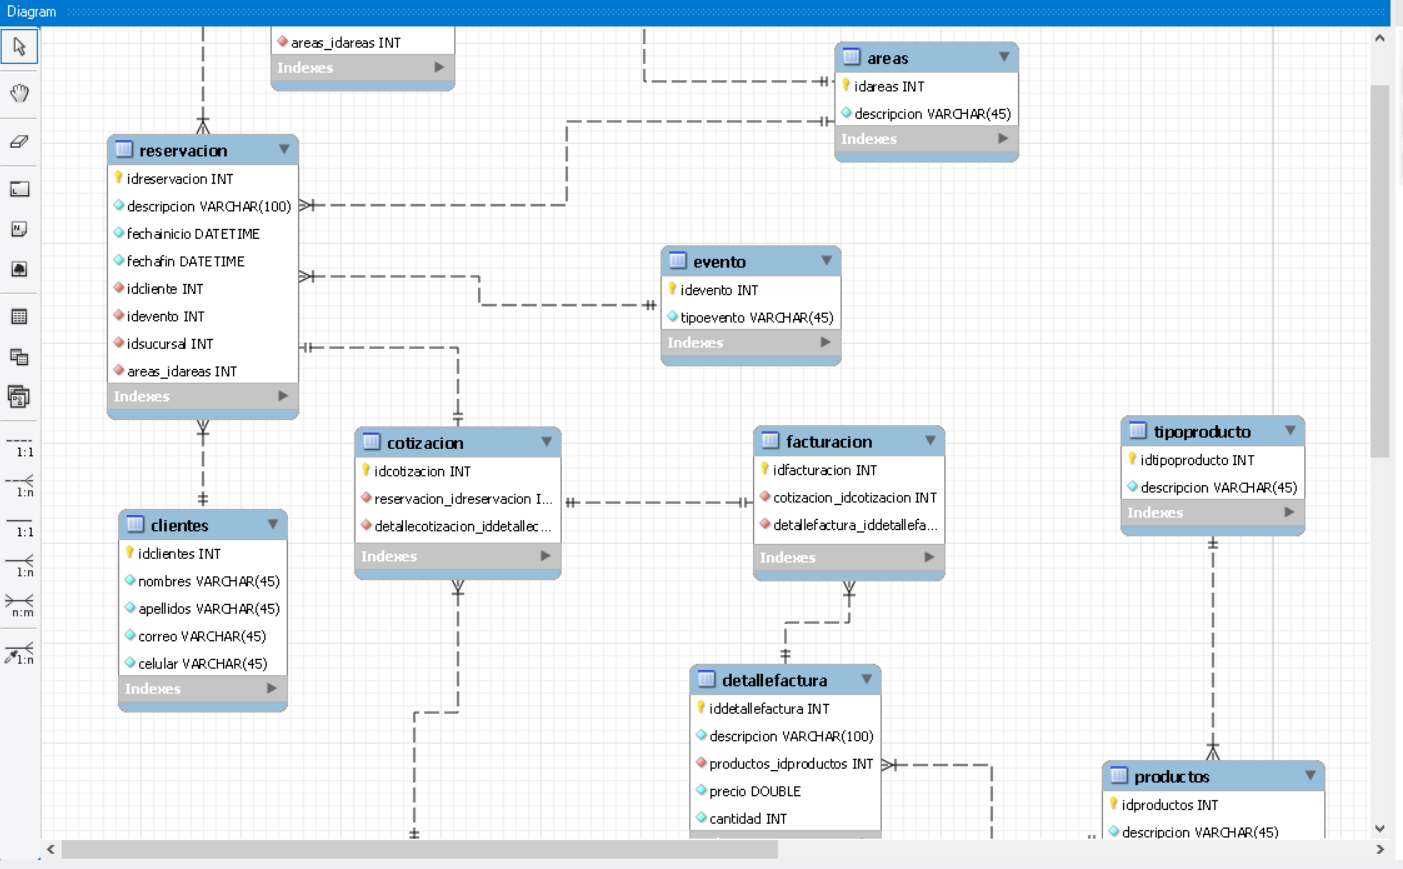 Diagram
areas_idareas INT
Indexes
areas
idareas INT
descripcion VARCHAR(45)
Indexes
reservacion
idreservacion INT
descripcion VARCHAR(100)
fechainicio DATETIME
fechafin DATETIME
idcliente INT
idevento INT
idsucursal INT
areas_idareas INT
Indexes
evento
idevento INT
tipoevento VARCHAR(45)
Indexes
cotizacion
idcotizacion INT
reservacion_idreservacion I...
detallecotizacion_iddetallec...
Indexes
facturacion
idfacturacion INT
cotizacion_idcotizacion INT
detallefactura_iddetallefa...
Indexes
tipoproducto
idtipoproducto INT
descripcion VARCHAR(45)
Indexes
clientes
idclientes INT
nombres VARCHAR(45)
apellidos VARCHAR(45)
correo VARCHAR(45)
celular VARCHAR(45)
Indexes
detallefactura
iddetallefactura INT
descripcion VARCHAR(100)
productos_idproductos INT
precio DOUBLE
cantidad INT
productos
idproductos INT
descripcion VARCHAR(45)
1:1
1:n
1:1
1:n
n:m
1:n